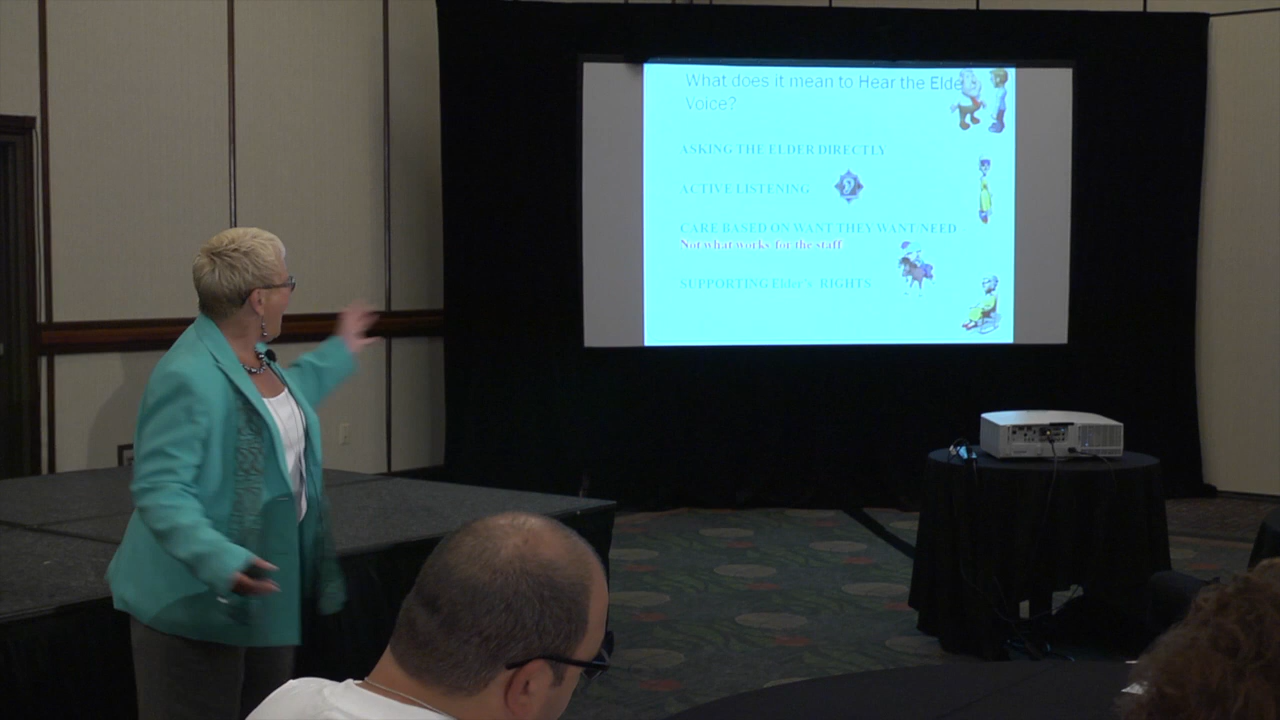 What does it mean to Hear the Elde
Voice?
ASKING THE ELDER DIRECTLY
ACTIVE LISTENING
CARE BASED ON WANT THEY WANT NEED
Not what works for the staff
SUPPORTING Elder's RIGHTS